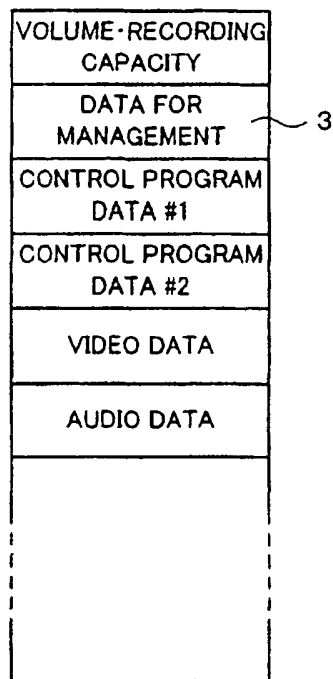 VOLUME·RECORDING
CAPACITY
DATA FOR
MANAGEMENT
3
CONTROL PROGRAM
DATA #1
CONTROL PROGRAM
DATA #2
VIDEO DATA
AUDIO DATA